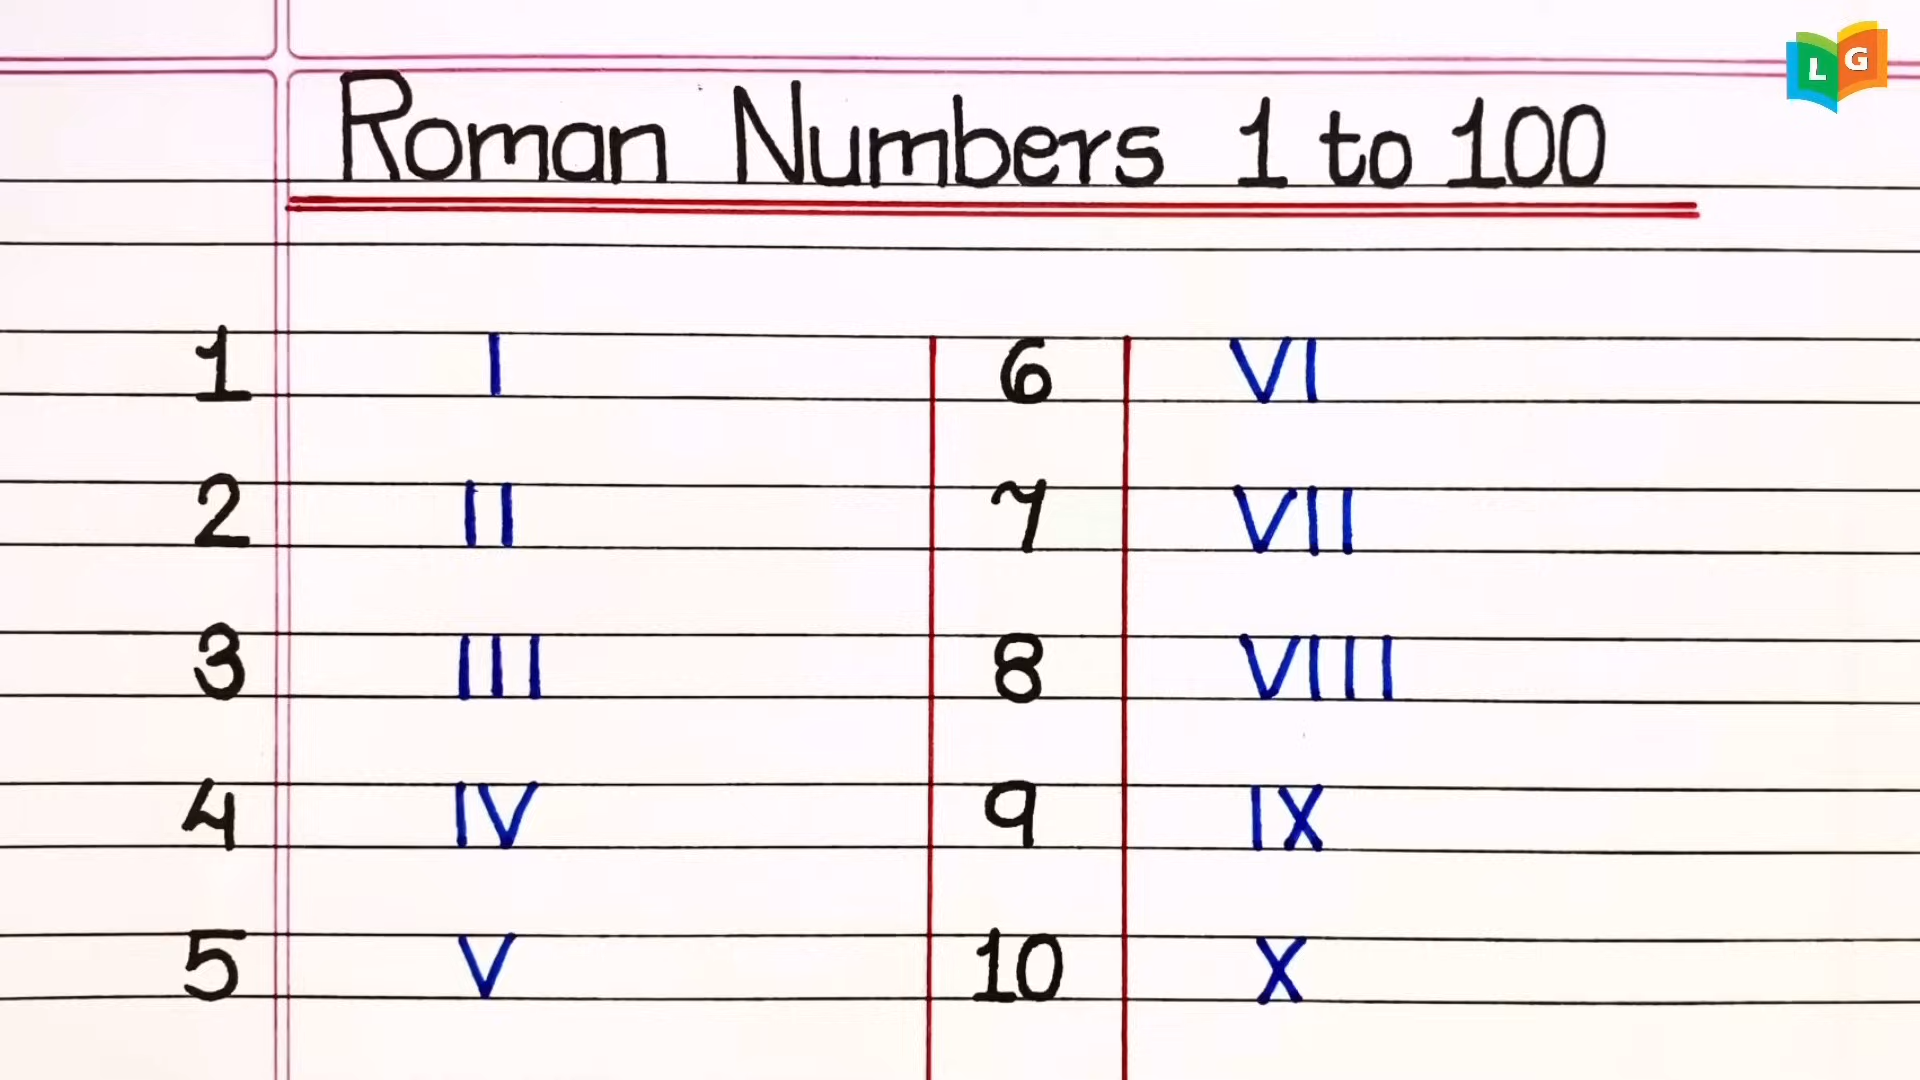 L G
Roman Numbers 1 to 100
1 I 6 VI
2 II 7 VII
3 III 8 VIII
4 IV 9 IX
5 V 10 X